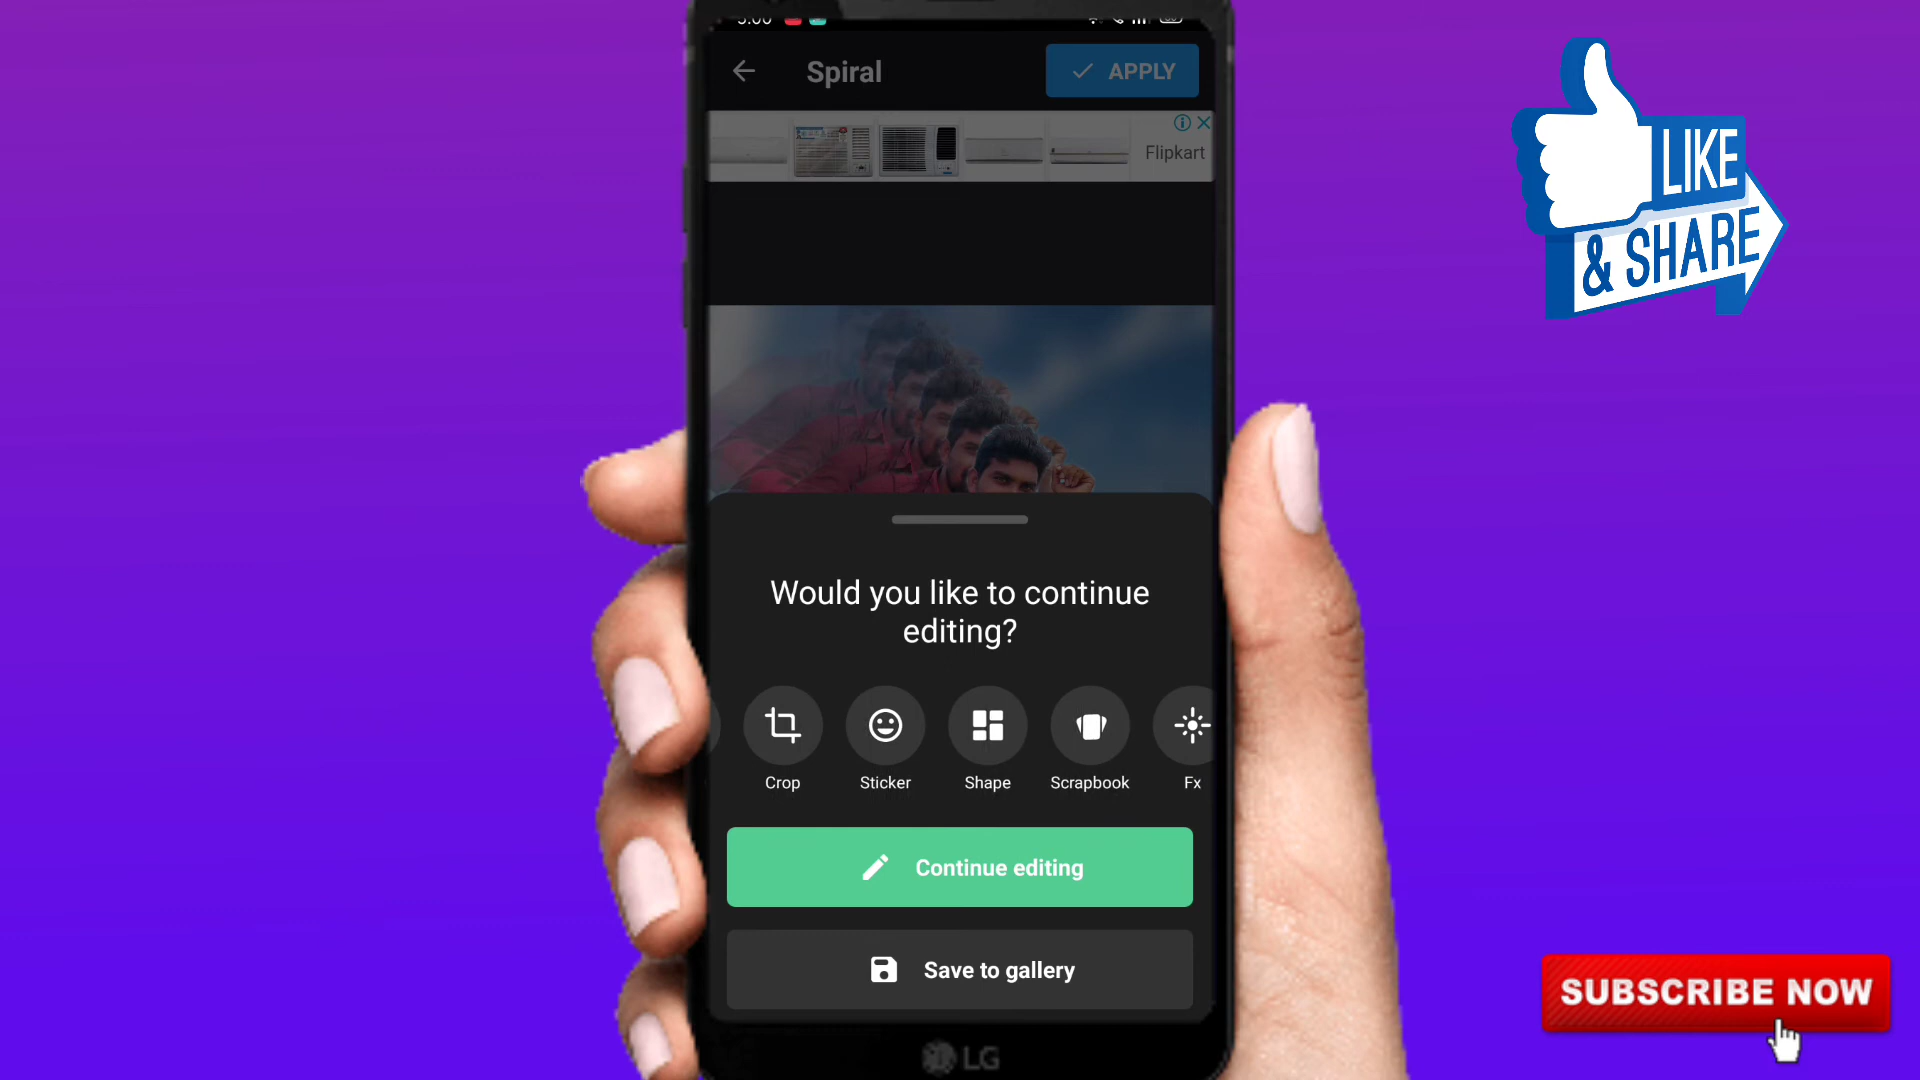 Spiral
APPLY
Flipkart
LIKE
& SHARE
Would you like to continue
editing?
Crop
Sticker
Shape
Scrapbook
Fx
Continue editing
Save to gallery
SUBSCRIBE NOW
LG